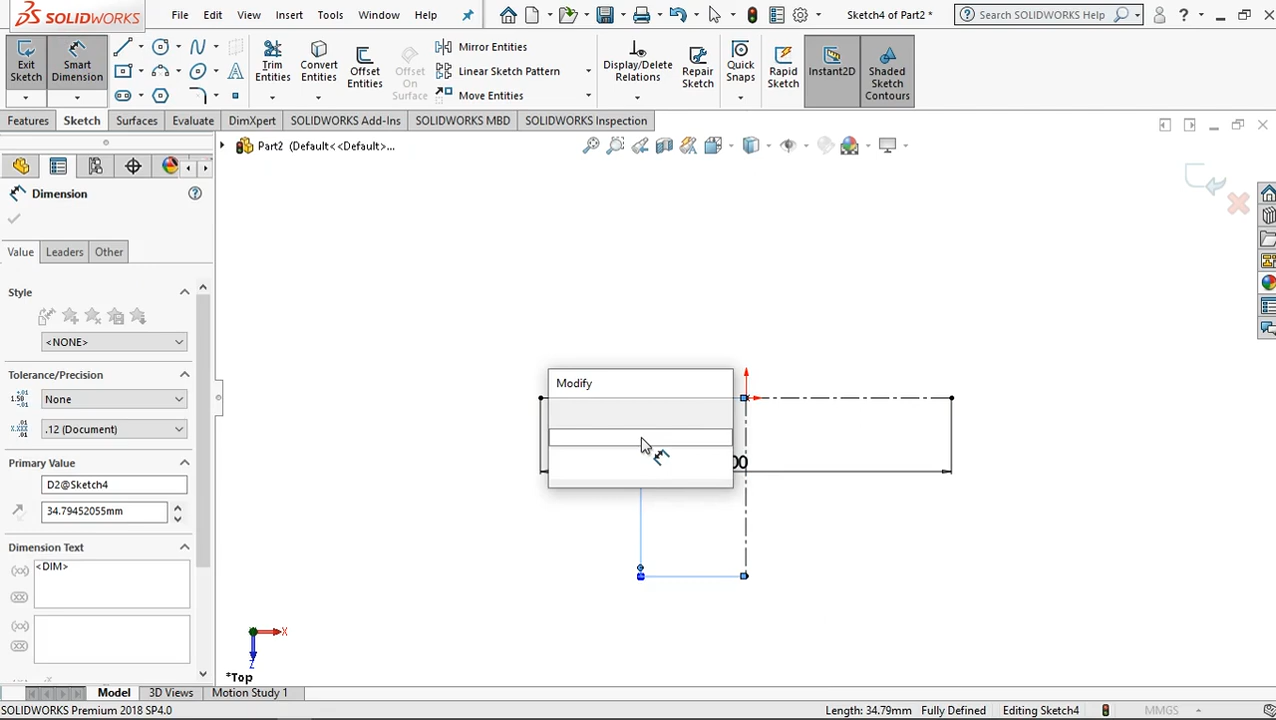 SOLIDWORKS
File
Edit
View
Insert
Tools
Window
Help
Sketch4 of Part2 *
Search SOLIDWORKS Help
Exit Sketch
Smart Dimension
Trim Entities
Convert Entities
Offset Entities
Offset On Surface
Mirror Entities
Linear Sketch Pattern
Move Entities
Display/Delete Relations
Repair Sketch
Quick Snaps
Rapid Sketch
Instant2D
Shaded Sketch Contours
Features
Sketch
Surfaces
Evaluate
DimXpert
SOLIDWORKS Add-Ins
SOLIDWORKS MBD
SOLIDWORKS Inspection
Part2 (Default<<Default>...
Dimension
Value
Leaders
Other
Style
<NONE>
Tolerance/Precision
None
.12 (Document)
Primary Value
D2@Sketch4
34.79452055mm
Dimension Text
<DIM>
Modify
00
X
Z
*Top
Model
3D Views
Motion Study 1
SOLIDWORKS Premium 2018 SP4.0
Length: 34.79mm
Fully Defined
Editing Sketch4
MMGS